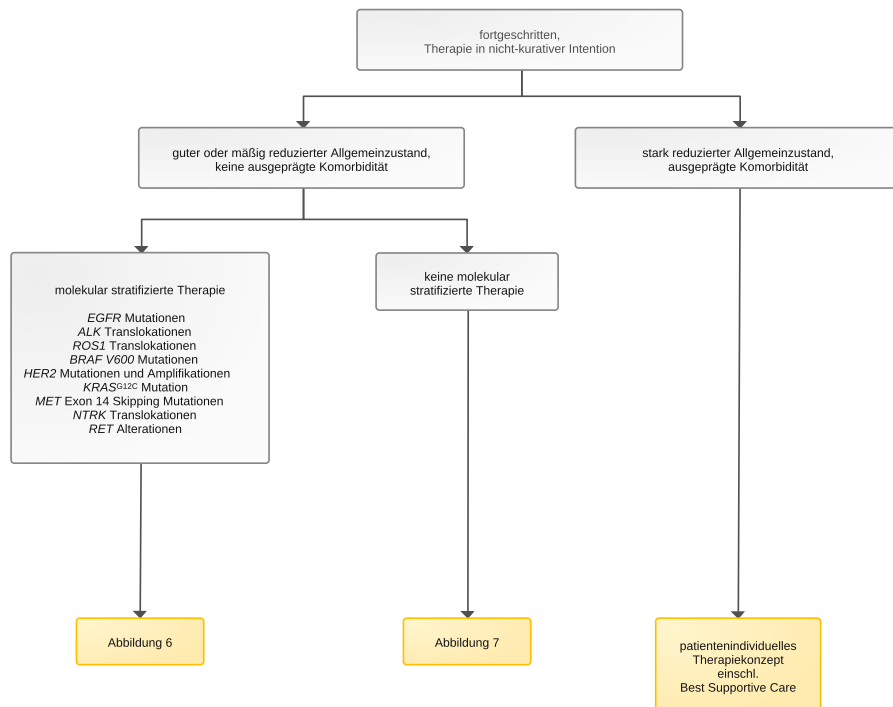 fortgeschritten,
Therapie in nicht-kurativer Intention
guter oder mäßig reduzierter Allgemeinzustand,
keine ausgeprägte Komorbidität
stark reduzierter Allgemeinzustand,
ausgeprägte Komorbidität
molekular stratifizierte Therapie
EGFR Mutationen
ALK Translokationen
ROS1 Translokationen
BRAF V600 Mutationen
HER2 Mutationen und Amplifikationen
KRASG12C Mutation
MET Exon 14 Skipping Mutationen
NTRK Translokationen
RET Alterationen
keine molekular
stratifizierte Therapie
Abbildung 6
Abbildung 7
patientenindividuelles
Therapiekonzept
einschl.
Best Supportive Care